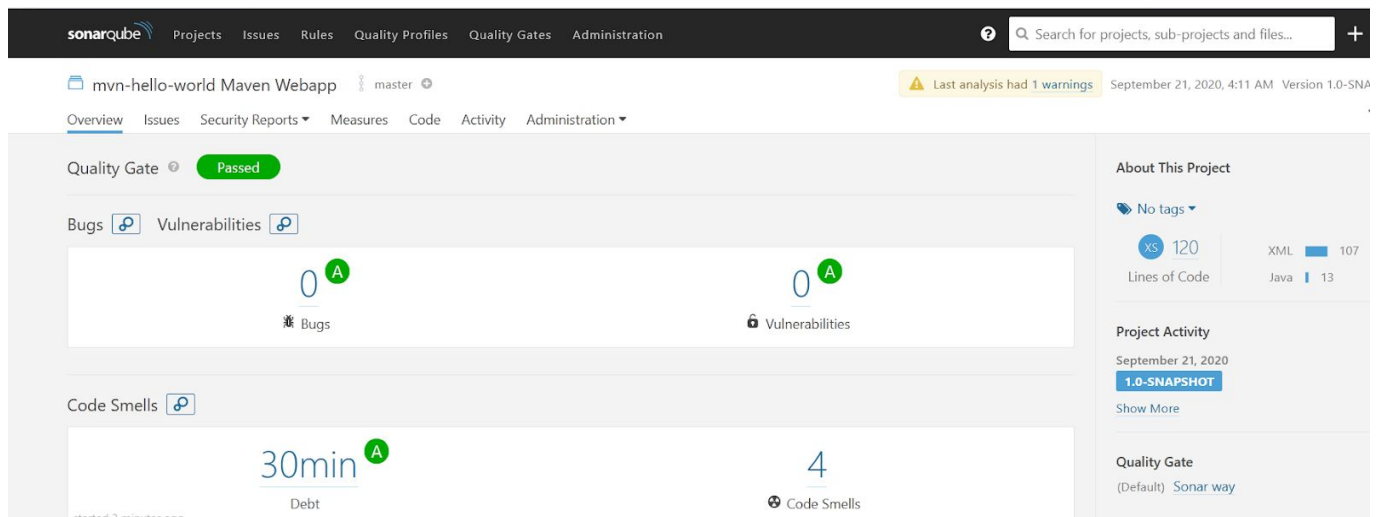 sonarqube Projects Issues Rules Quality Profiles Quality Gates Administration ? Search for projects, sub-projects and files... +
mvn-hello-world Maven Webapp master Last analysis had 1 warnings September 21, 2020, 4:11 AM Version 1.0-SNA
Overview Issues Security Reports Measures Code Activity Administration
Quality Gate ? Passed
About This Project
No tags
Bugs Vulnerabilities
XS 120 XML 107
Lines of Code Java 13
0 A 0 A
Bugs Vulnerabilities
Project Activity
September 21, 2020
1.0-SNAPSHOT
Show More
Code Smells
30min A 4
Debt Code Smells
Quality Gate
(Default) Sonar way